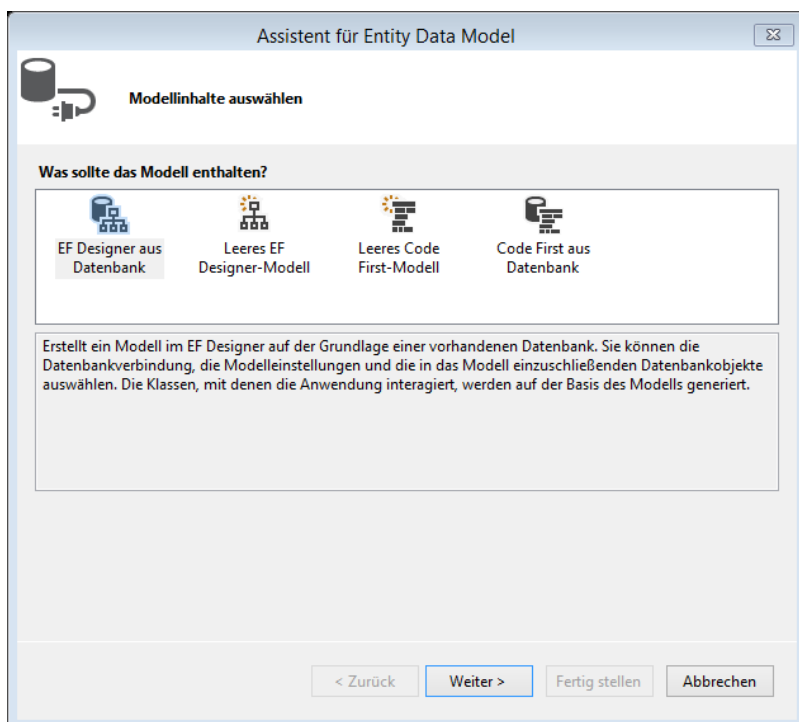 Assistent für Entity Data Model
Modellinhalte auswählen
Was sollte das Modell enthalten?
EF Designer aus
Datenbank
Leeres EF
Designer-Modell
Leeres Code
First-Modell
Code First aus
Datenbank
Erstellt ein Modell im EF Designer auf der Grundlage einer vorhandenen Datenbank. Sie können die
Datenbankverbindung, die Modelleinstellungen und die in das Modell einzuschließenden Datenbankobjekte
auswählen. Die Klassen, mit denen die Anwendung interagiert, werden auf der Basis des Modells generiert.
< Zurück
Weiter >
Fertig stellen
Abbrechen